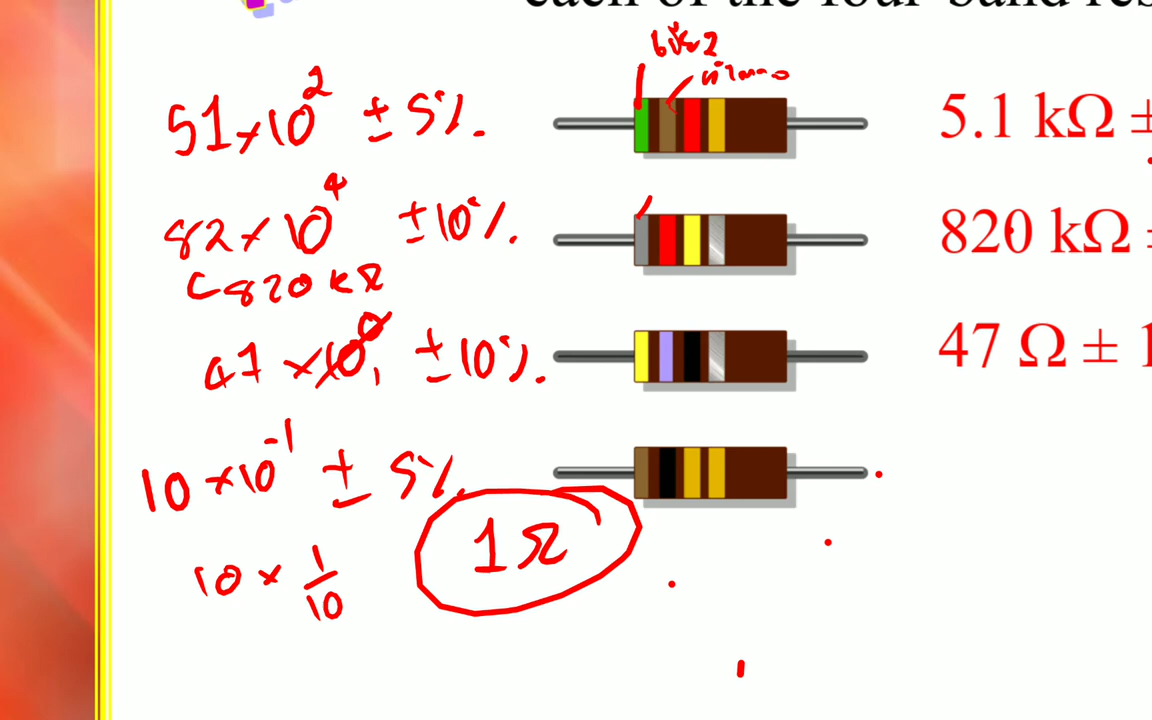 each of the four-band res
51 x 10² ± 5%.
5.1 kΩ ±
82 x 10⁴ ± 10%.
820 kΩ
820 kΩ
47 x 10⁰ ± 10%.
47 Ω ± 1
10 x 10⁻¹ ± 5%.
1Ω
10 x 1/10